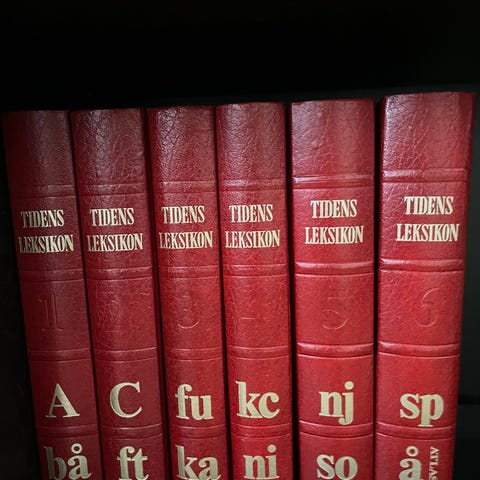 TIDENS
LEKSIKON
1
A
bå
TIDENS
LEKSIKON
2
C
ft
TIDENS
LEKSIKON
3
fu
ka
TIDENS
LEKSIKON
4
kc
ni
TIDENS
LEKSIKON
5
nj
so
TIDENS
LEKSIKON
6
sp
å
ATLAS